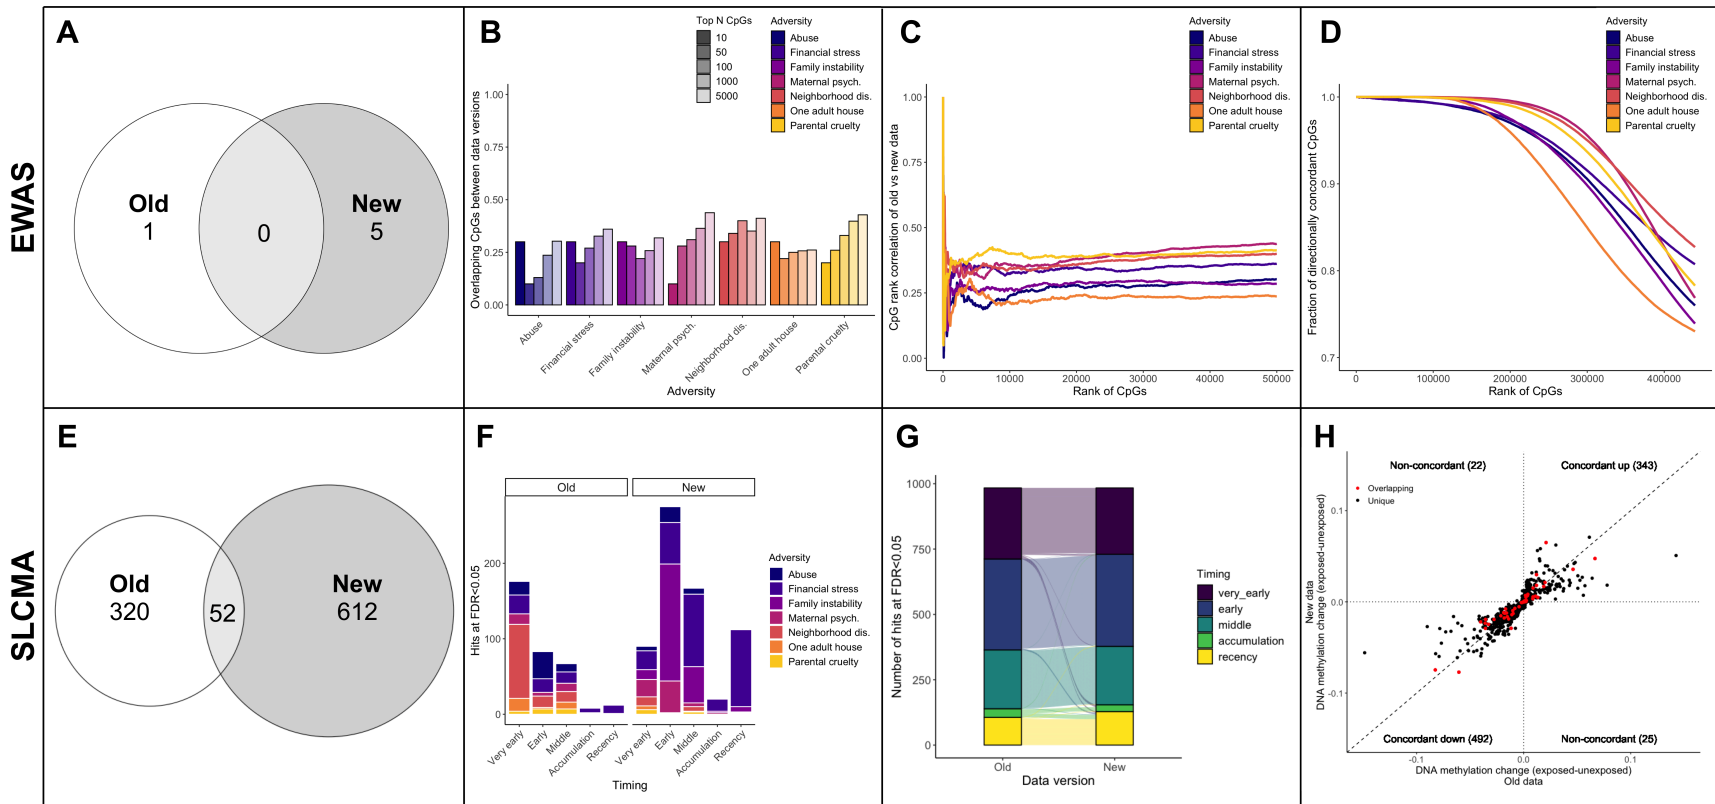 EWAS
SLCMA
A
Old
1
0
New
5
B
Top N CpGs
10
50
100
1000
5000
Adversity
Abuse
Financial stress
Family instability
Maternal psych.
Neighborhood dis.
One adult house
Parental cruelty
Overlapping CpGs between data versions
1.00
0.75
0.50
0.25
0.00
Abuse
Financial stress
Family instability
Maternal psych.
Neighborhood dis.
One adult house
Parental cruelty
Adversity
C
Adversity
Abuse
Financial stress
Family instability
Maternal psych.
Neighborhood dis.
One adult house
Parental cruelty
CpG rank correlation of old vs new data
1.00
0.75
0.50
0.25
0.00
0
10000
20000
30000
40000
50000
Rank of CpGs
D
Adversity
Abuse
Financial stress
Family instability
Maternal psych.
Neighborhood dis.
One adult house
Parental cruelty
Fraction of directionally concordant CpGs
1.0
0.9
0.8
0.7
0
100000
200000
300000
400000
Rank of CpGs
E
Old
320
52
New
612
F
Old
New
Hits at FDR<0.05
200
100
0
Very early
Early
Middle
Accumulation
Recency
Very early
Early
Middle
Accumulation
Recency
Timing
Adversity
Abuse
Financial stress
Family instability
Maternal psych.
Neighborhood dis.
One adult house
Parental cruelty
G
Number of hits at FDR<0.05
1000
750
500
250
0
Old
New
Data version
Timing
very_early
early
middle
accumulation
recency
H
Non-concordant (22)
Concordant up (343)
Overlapping
Unique
New data
DNA methylation change (exposed-unexposed)
0.1
0.0
-0.1
Concordant down (492)
Non-concordant (25)
-0.1
0.0
0.1
DNA methylation change (exposed-unexposed)
Old data